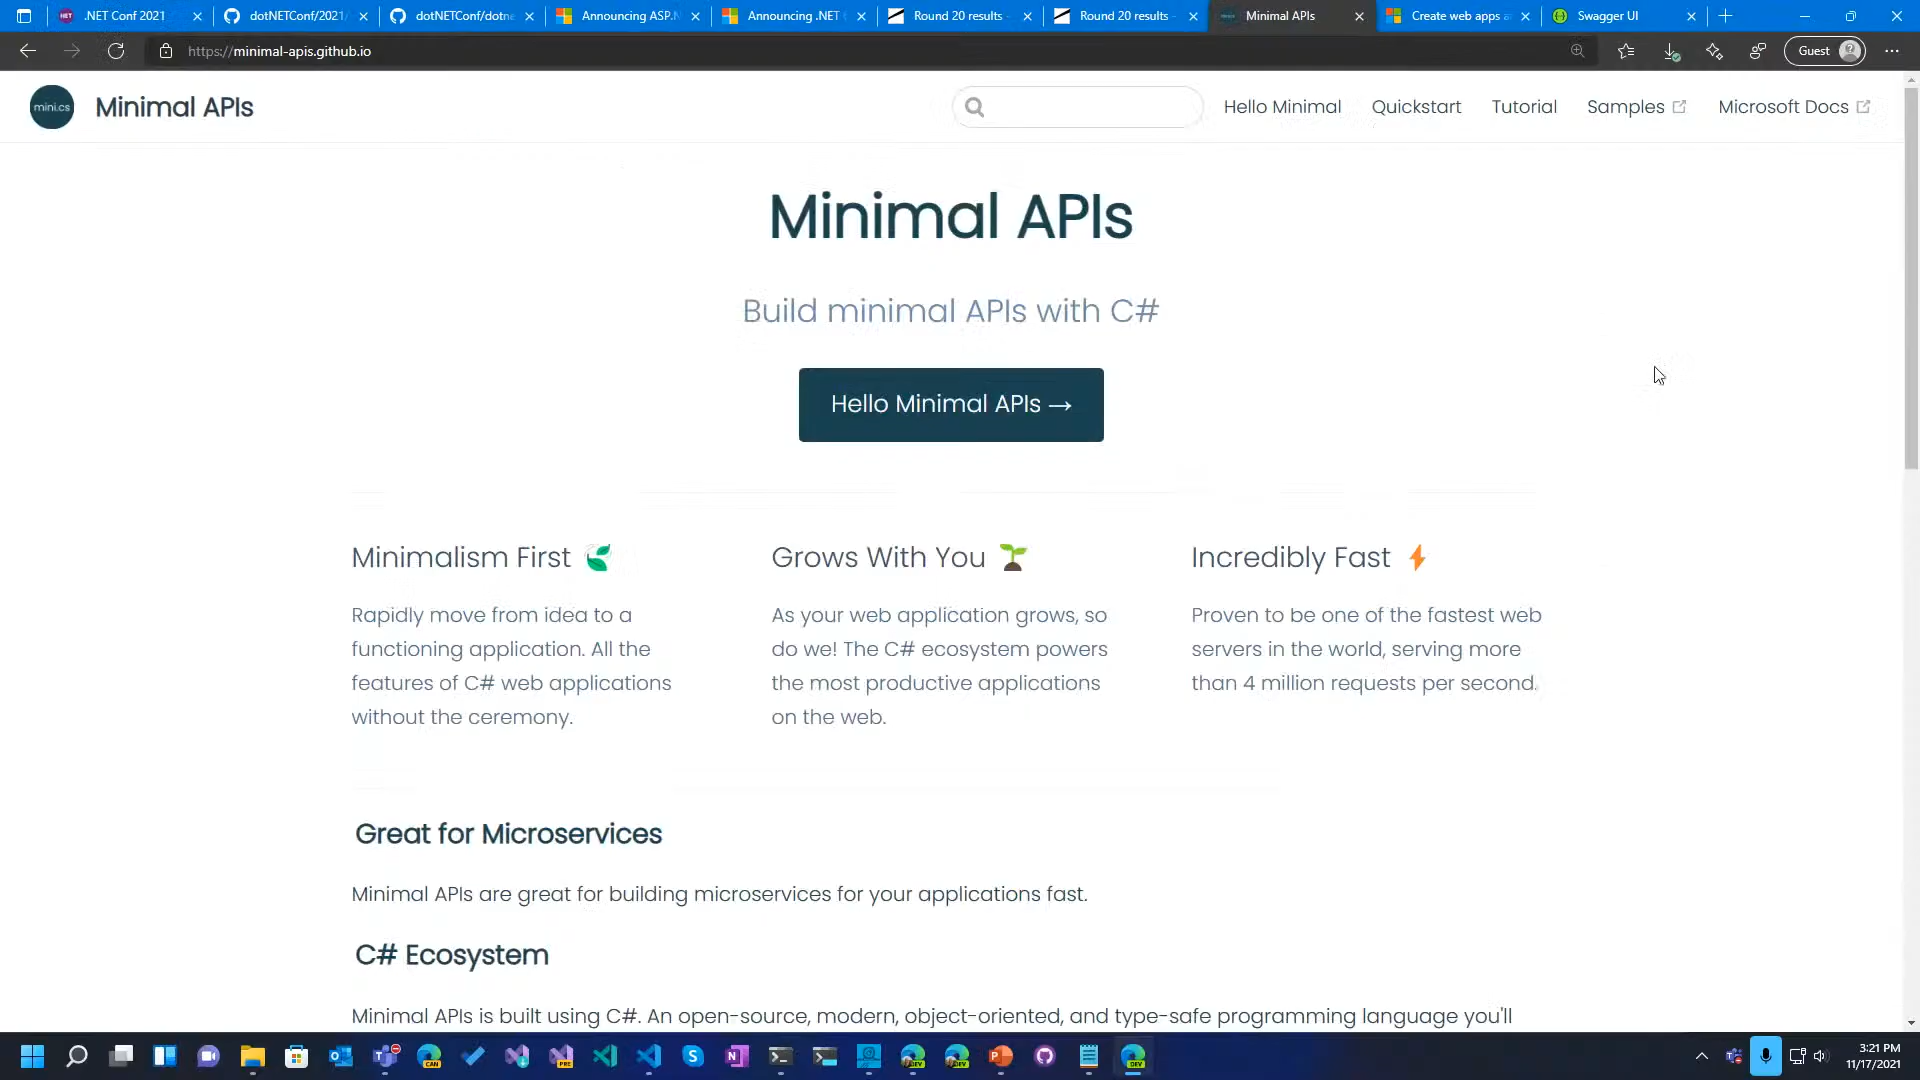 .NET Conf 2021
dotNETConf/2021/
dotNETConf/dotne
Announcing ASP.N
Announcing .NET
Round 20 results -
Round 20 results -
Minimal APIs
Create web apps a
Swagger UI
https://minimal-apis.github.io
Guest
mini.cs
Minimal APIs
Hello Minimal
Quickstart
Tutorial
Samples
Microsoft Docs
Minimal APIs
Build minimal APIs with C#
Hello Minimal APIs →
Minimalism First
Rapidly move from idea to a
functioning application. All the
features of C# web applications
without the ceremony.
Grows With You
As your web application grows, so
do we! The C# ecosystem powers
the most productive applications
on the web.
Incredibly Fast
Proven to be one of the fastest web
servers in the world, serving more
than 4 million requests per second.
Great for Microservices
Minimal APIs are great for building microservices for your applications fast.
C# Ecosystem
Minimal APIs is built using C#. An open-source, modern, object-oriented, and type-safe programming language you'll
CAN
PRE
DEV
DEV
DEV
3:21 PM
11/17/2021